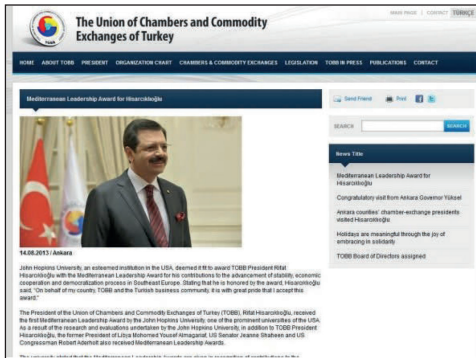 MAIN PAGE | CONTACT TÜRKÇE
The Union of Chambers and Commodity
Exchanges of Turkey
TOBB
HOME ABOUT TOBB PRESIDENT ORGANIZATION CHART CHAMBERS & COMMODITY EXCHANGES LEGISLATION TOBB IN PRESS PUBLICATIONS CONTACT
Mediterranean Leadership Award for Hisarcıklıoğlu
Send Friend Print
SEARCH SEARCH
News Title
Mediterranean Leadership Award for
Hisarcıklıoğlu
Congratulatory visit from Ankara Governor Yüksel
Ankara counties' chamber-exchange presidents
visited Hisarcıklıoğlu
Holidays are meaningful through the joy of
embracing in solidarity
TOBB Board of Directors assigned
14.08.2013 / Ankara
John Hopkins University, an esteemed institution in the USA, deemed it fit to award TOBB President Rifat
Hisarcıklıoğlu with the Mediterranean Leadership Award for his contributions to the advancement of stability, economic
cooperation and democratization process in Southeast Europe. Stating that he is honored by the award, Hisarcıklıoğlu
said, "On behalf of my country, TOBB and the Turkish business community, it is with great pride that I accept this
award."
The President of the Union of Chambers and Commodity Exchanges of Turkey (TOBB), Rifat Hisarcıklıoğlu, received
the first Mediterranean Leadership Award by the John Hopkins University, one of the prominent universities of the USA.
As a result of the research and evaluations undertaken by the John Hopkins University, in addition to TOBB President
Hisarcıklıoğlu, the former President of Libya Mohomed Yousef Almagariaf, US Senator Jeanne Shaheen and US
Congressman Robert Aderholt also received Mediterranean Leadership Awards.